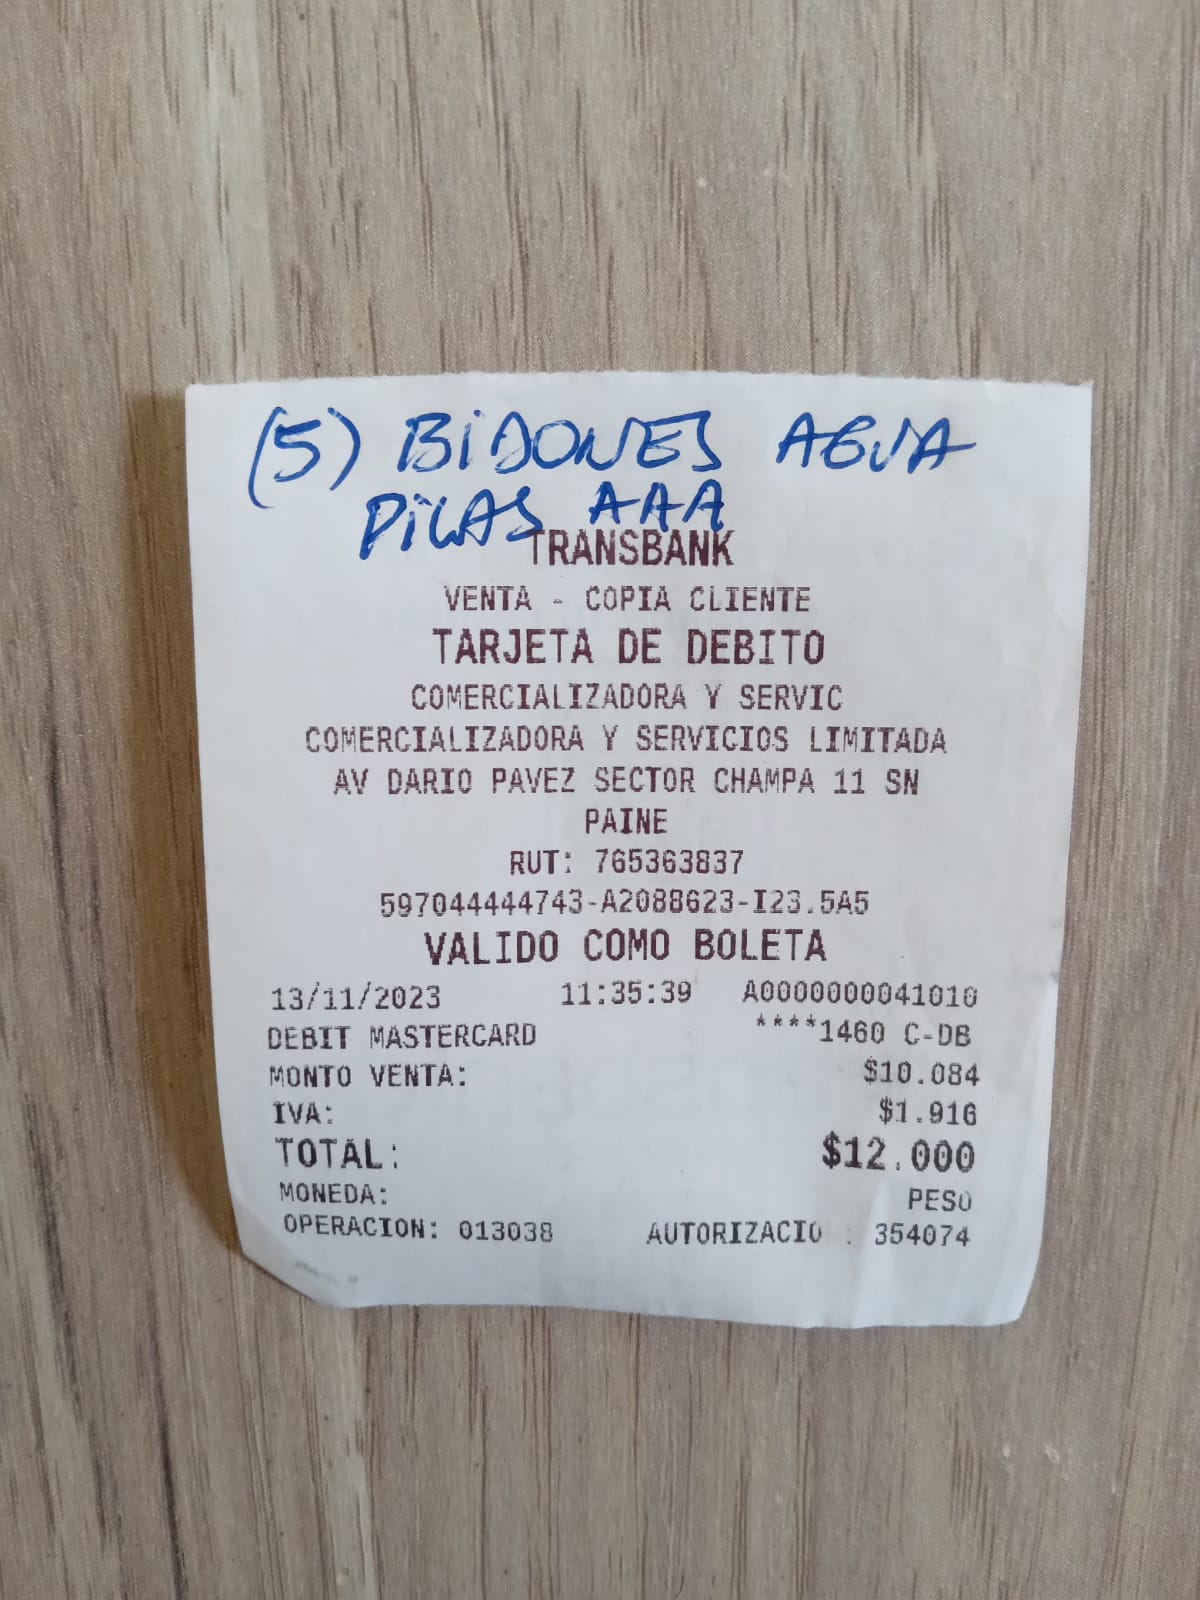 (5) BIDONES AGUA
PILAS AAA
TRANSBANK
VENTA - COPIA CLIENTE
TARJETA DE DEBITO
COMERCIALIZADORA Y SERVIC
COMERCIALIZADORA Y SERVICIOS LIMITADA
AV DARIO PAVEZ SECTOR CHAMPA 11 SN
PAINE
RUT: 765363837
597044444743-A2088623-I23.5A5
VALIDO COMO BOLETA
13/11/2023 11:35:39 A0000000041010
DEBIT MASTERCARD ****1460 C-DB
MONTO VENTA: $10.084
IVA: $1.916
TOTAL: $12.000
MONEDA: PESO
OPERACION: 013038 AUTORIZACIO : 354074